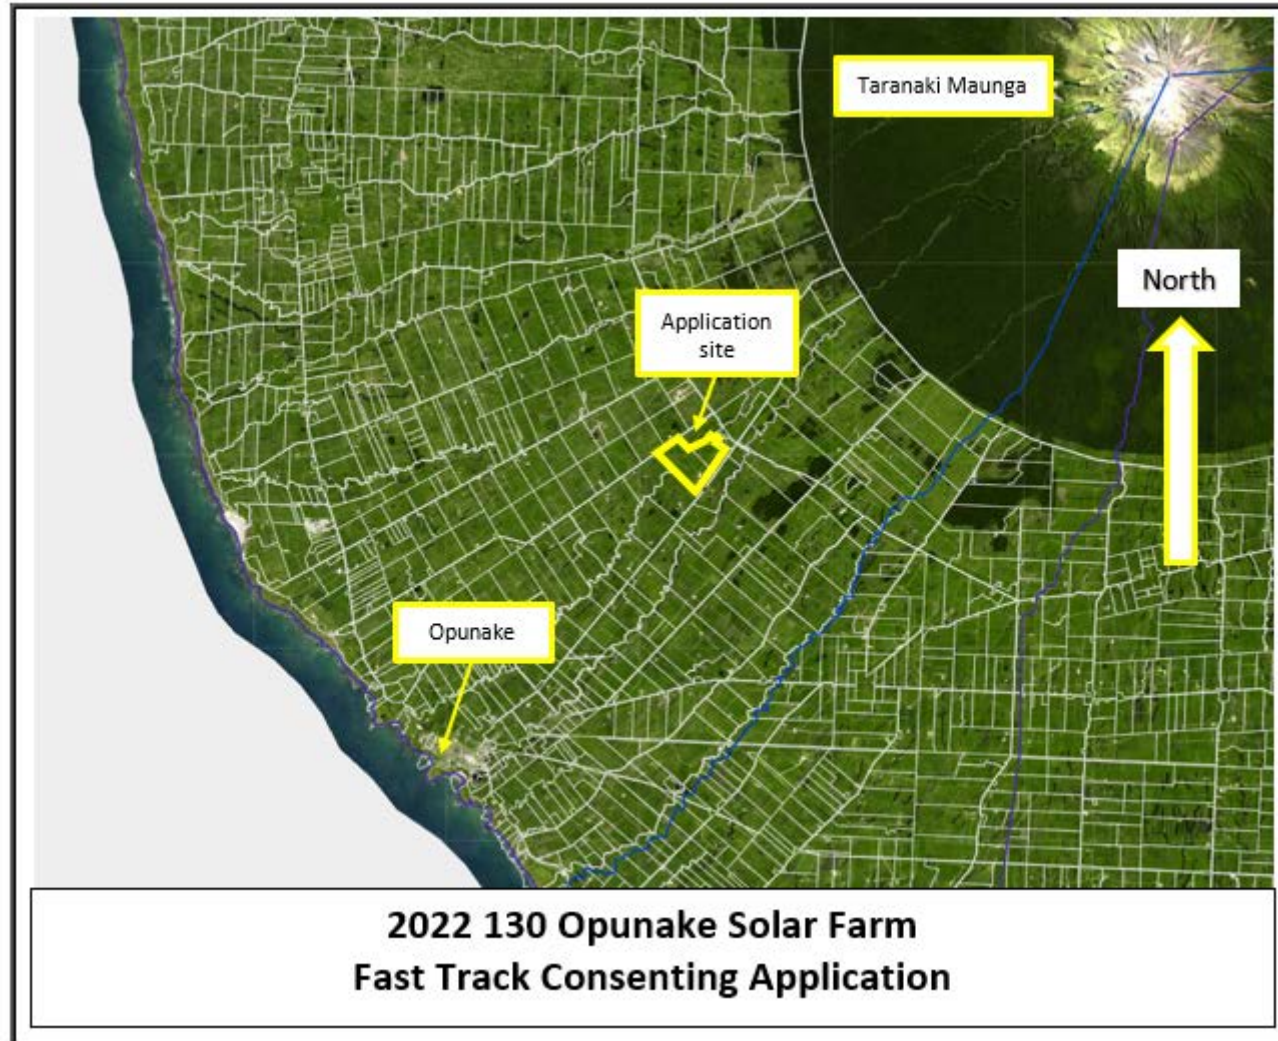 Taranaki Maunga
North
Application
site
Opunake
2022 130 Opunake Solar Farm
Fast Track Consenting Application